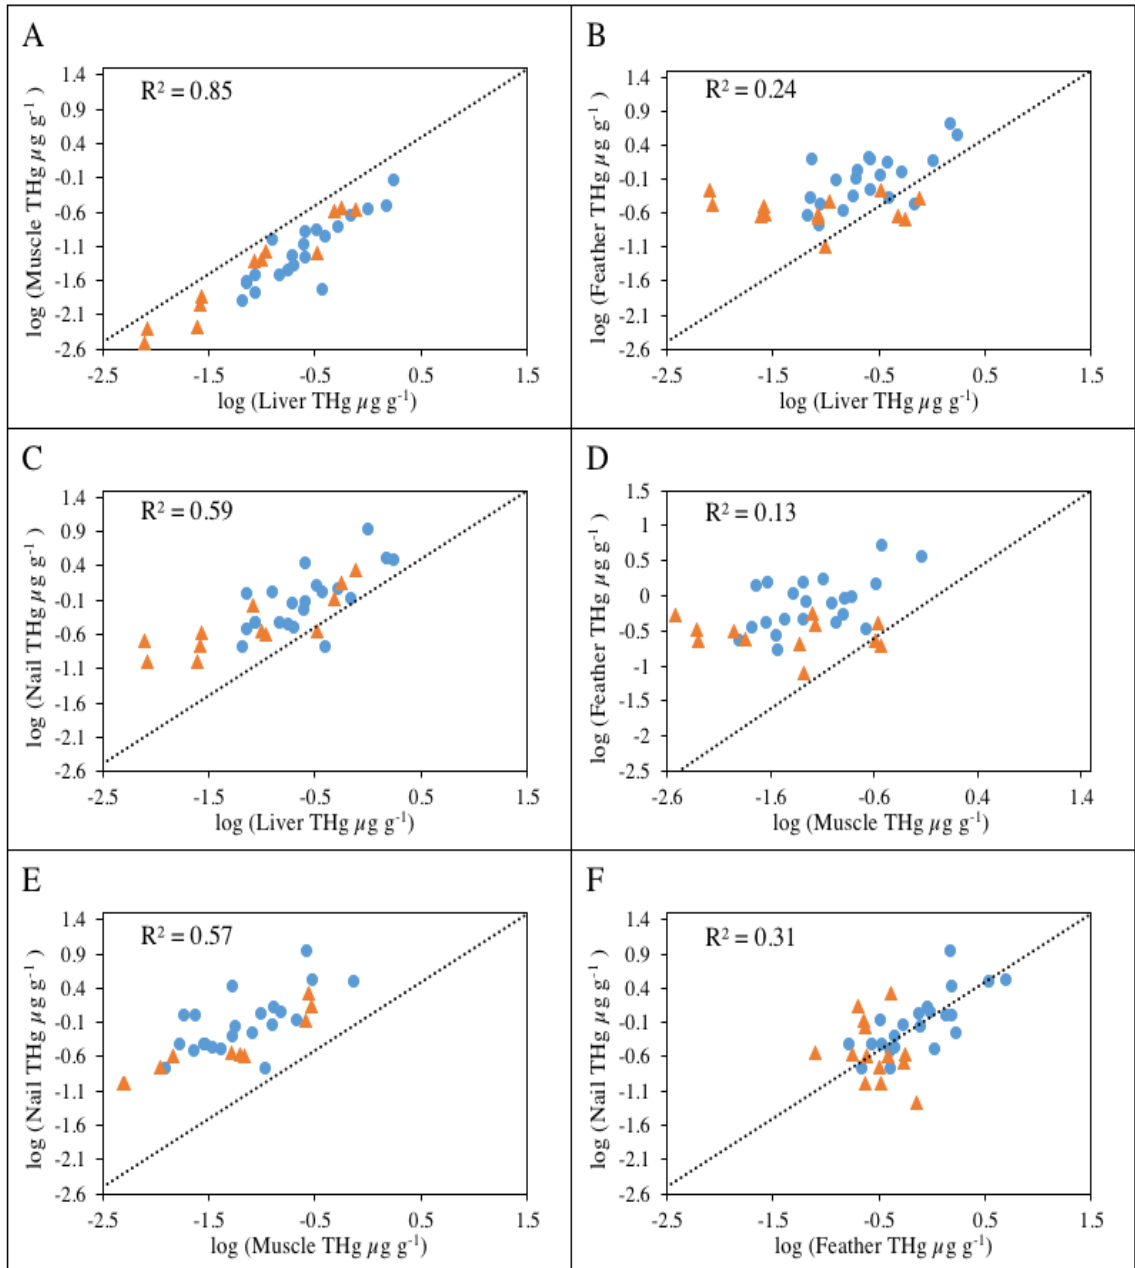 A
R² = 0.85
log (Muscle THg µg g⁻¹)
1.4
0.9
0.4
-0.1
-0.6
-1.1
-1.6
-2.1
-2.6
-2.5 -1.5 -0.5 0.5 1.5
log (Liver THg µg g⁻¹)
B
R² = 0.24
log (Feather THg µg g⁻¹)
1.4
0.9
0.4
-0.1
-0.6
-1.1
-1.6
-2.1
-2.6
-2.5 -1.5 -0.5 0.5 1.5
log (Liver THg µg g⁻¹)
C
R² = 0.59
log (Nail THg µg g⁻¹)
1.4
0.9
0.4
-0.1
-0.6
-1.1
-1.6
-2.1
-2.6
-2.5 -1.5 -0.5 0.5 1.5
log (Liver THg µg g⁻¹)
D
R² = 0.13
log (Feather THg µg g⁻¹ )
1.5
1
0.5
0
-0.5
-1
-1.5
-2
-2.5
-2.6 -1.6 -0.6 0.4 1.4
log (Muscle THg µg g⁻¹)
E
R² = 0.57
log (Nail THg µg g⁻¹)
1.4
0.9
0.4
-0.1
-0.6
-1.1
-1.6
-2.1
-2.6
-2.5 -1.5 -0.5 0.5 1.5
log (Muscle THg µg g⁻¹)
F
R² = 0.31
log (Nail THg µg g⁻¹)
1.4
0.9
0.4
-0.1
-0.6
-1.1
-1.6
-2.1
-2.6
-2.5 -1.5 -0.5 0.5 1.5
log (Feather THg µg g⁻¹)